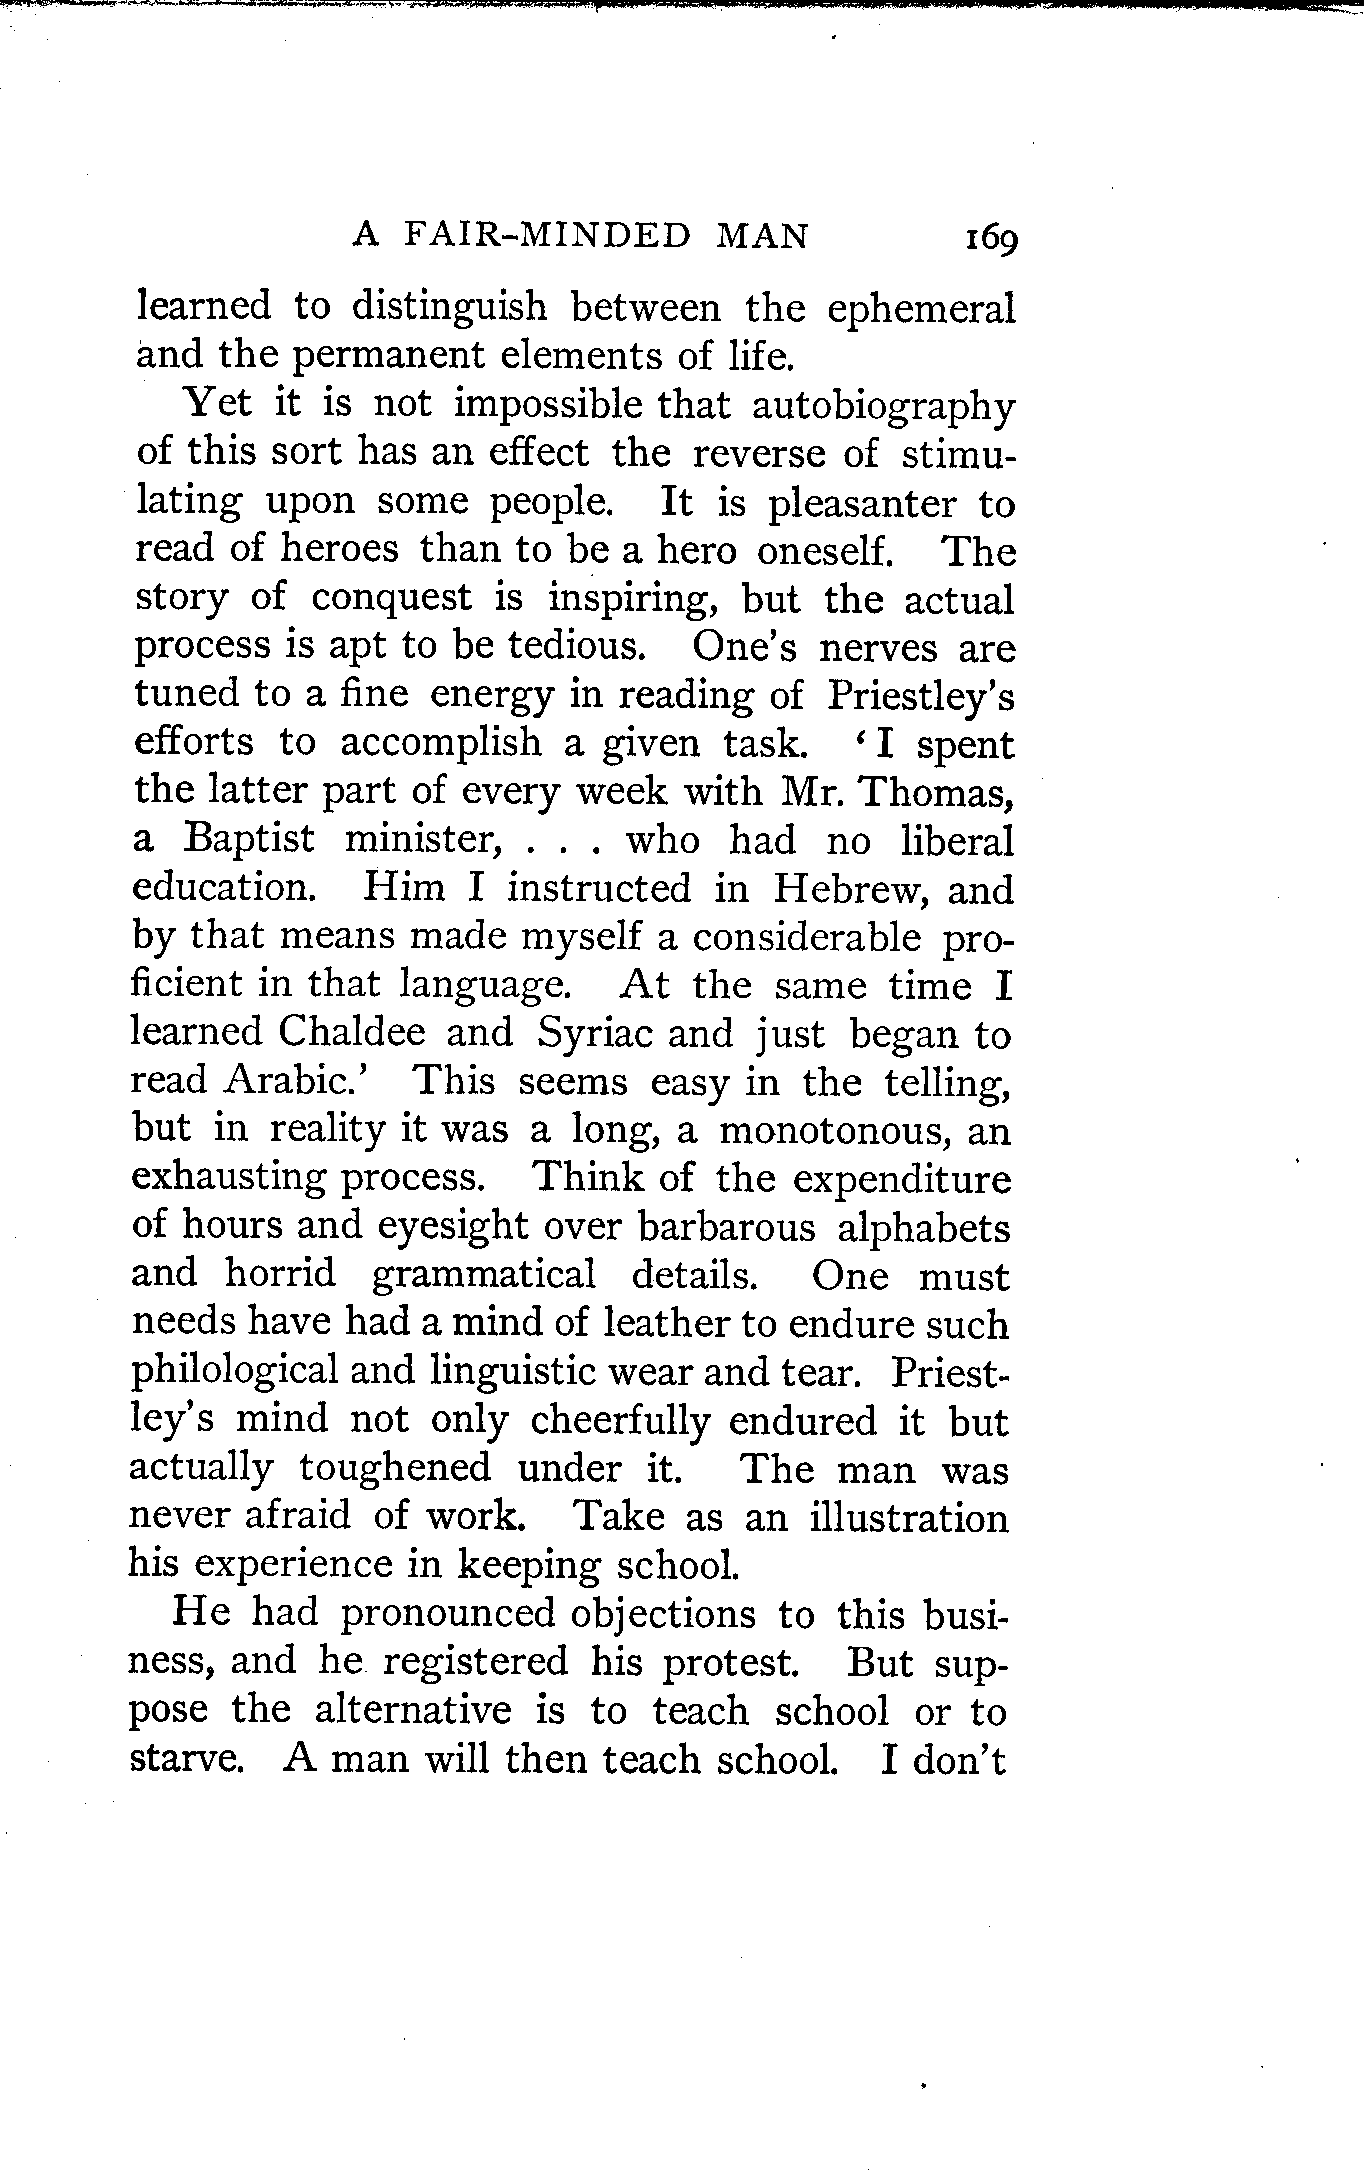 A FAIR-MINDED MAN 169
learned to distinguish between the ephemeral
and the permanent elements of life.
Yet it is not impossible that autobiography
of this sort has an effect the reverse of stimu-
lating upon some people. It is pleasanter to
read of heroes than to be a hero oneself. The
story of conquest is inspiring, but the actual
process is apt to be tedious. One's nerves are
tuned to a fine energy in reading of Priestley's
efforts to accomplish a given task. ‘I spent
the latter part of every week with Mr. Thomas,
a Baptist minister, . . . who had no liberal
education. Him I instructed in Hebrew, and
by that means made myself a considerable pro-
ficient in that language. At the same time I
learned Chaldee and Syriac and just began to
read Arabic.’ This seems easy in the telling,
but in reality it was a long, a monotonous, an
exhausting process. Think of the expenditure
of hours and eyesight over barbarous alphabets
and horrid grammatical details. One must
needs have had a mind of leather to endure such
philological and linguistic wear and tear. Priest-
ley's mind not only cheerfully endured it but
actually toughened under it. The man was
never afraid of work. Take as an illustration
his experience in keeping school.
He had pronounced objections to this busi-
ness, and he registered his protest. But sup-
pose the alternative is to teach school or to
starve. A man will then teach school. I don't